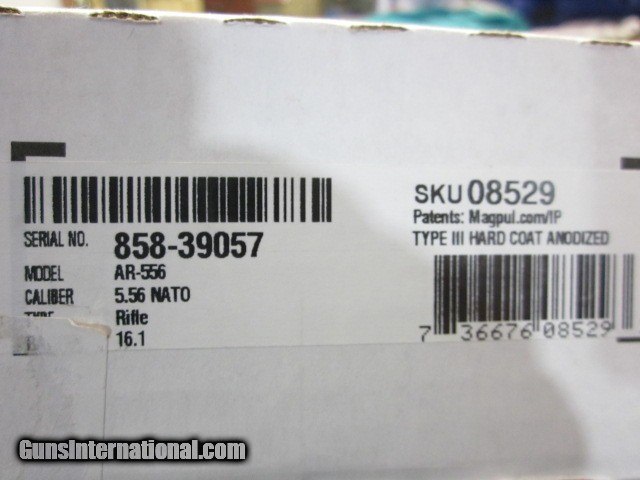 SERIAL NO. 858-39057
MODEL AR-556
CALIBER 5.56 NATO
Rifle
16.1
SKU 08529
Patents: Magpul.com/IP
TYPE III HARD COAT ANODIZED
7 36676 08529
GunsInternational.com